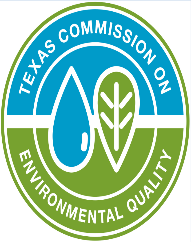 TEXAS COMMISSION ON
ENVIRONMENTAL QUALITY